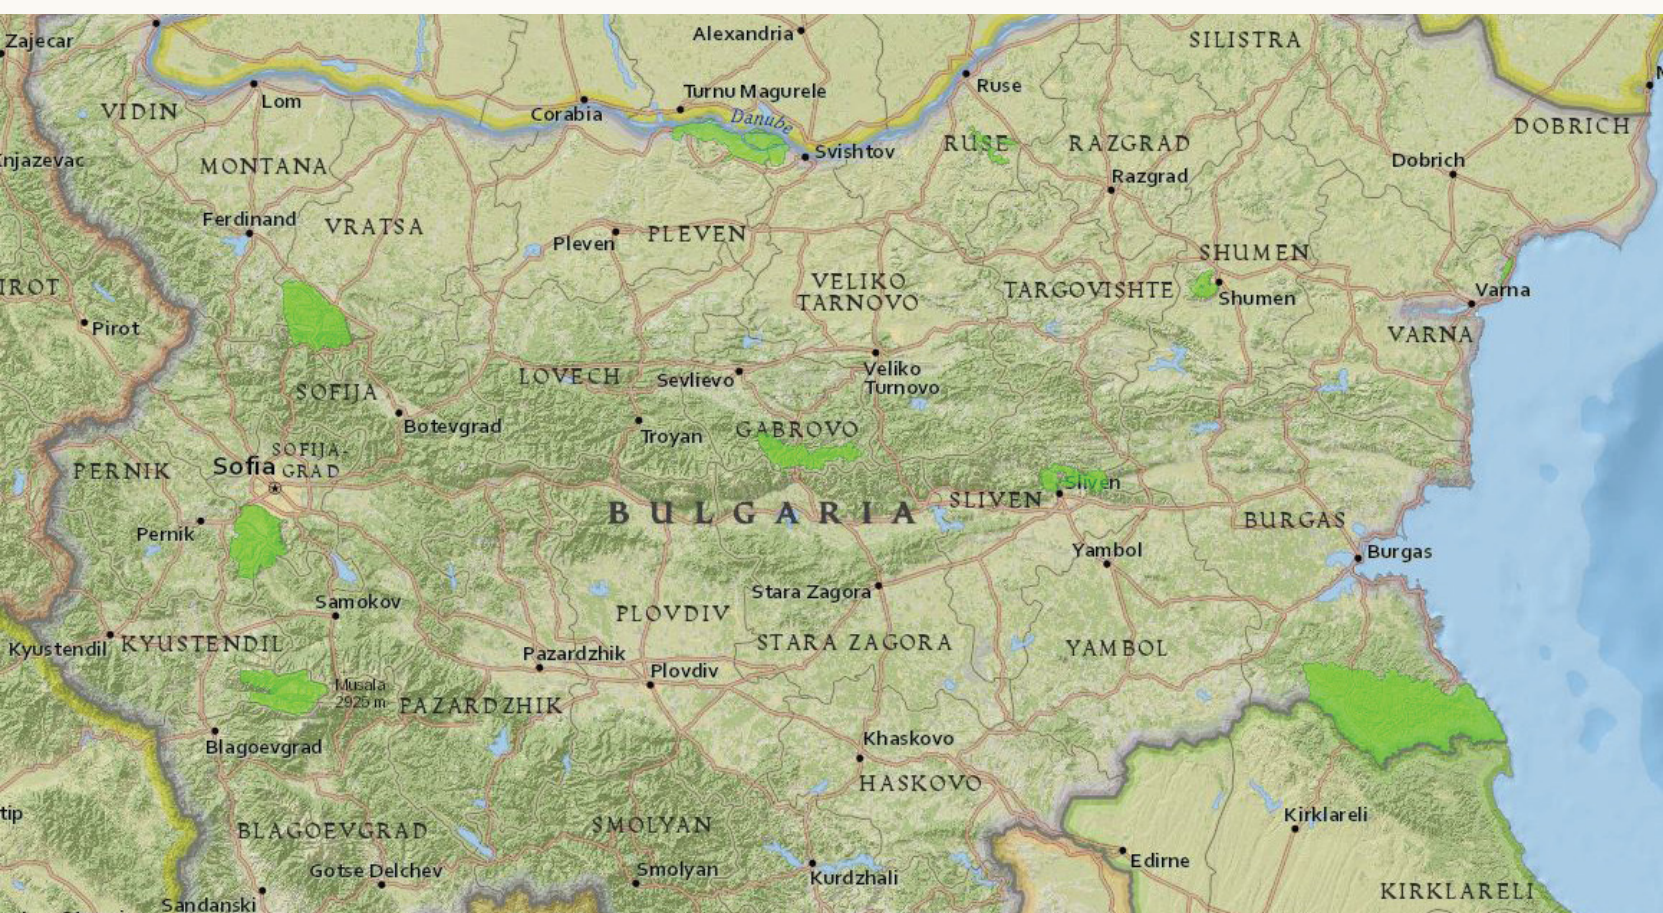 Zajecar
Alexandria
SILISTRA
Turnu Magurele
Ruse
Lom
VIDIN
Corabia
Danube
DOBRICH
RUSE
RAZGRAD
Svishtov
njazevac
MONTANA
Dobrich
Razgrad
Ferdinand
VRATSA
Pleven
PLEVEN
SHUMEN
VELIKO
TARNOVO
IROT
TARGOVISHTE
Shumen
Varna
Pirot
VARNA
LOVECH
Sevlievo
Veliko
Turnovo
SOFIJA
Botevgrad
Troyan
GABROVO
SOFIJA-
GRAD
Sofia
PERNIK
Sliven
SLIVEN
BULGARIA
BURGAS
Pernik
Yambol
Burgas
Stara Zagora
Samokov
PLOVDIV
STARA ZAGORA
YAMBOL
Kyustendil
KYUSTENDIL
Pazardzhik
Plovdiv
Musala
2925 m
PAZARDZHIK
Blagoevgrad
Khaskovo
HASKOVO
tip
Kirklareli
BLAGOEVGRAD
SMOLYAN
Edirne
Gotse Delchev
Smolyan
Kurdzhali
KIRKLARELI
Sandanski